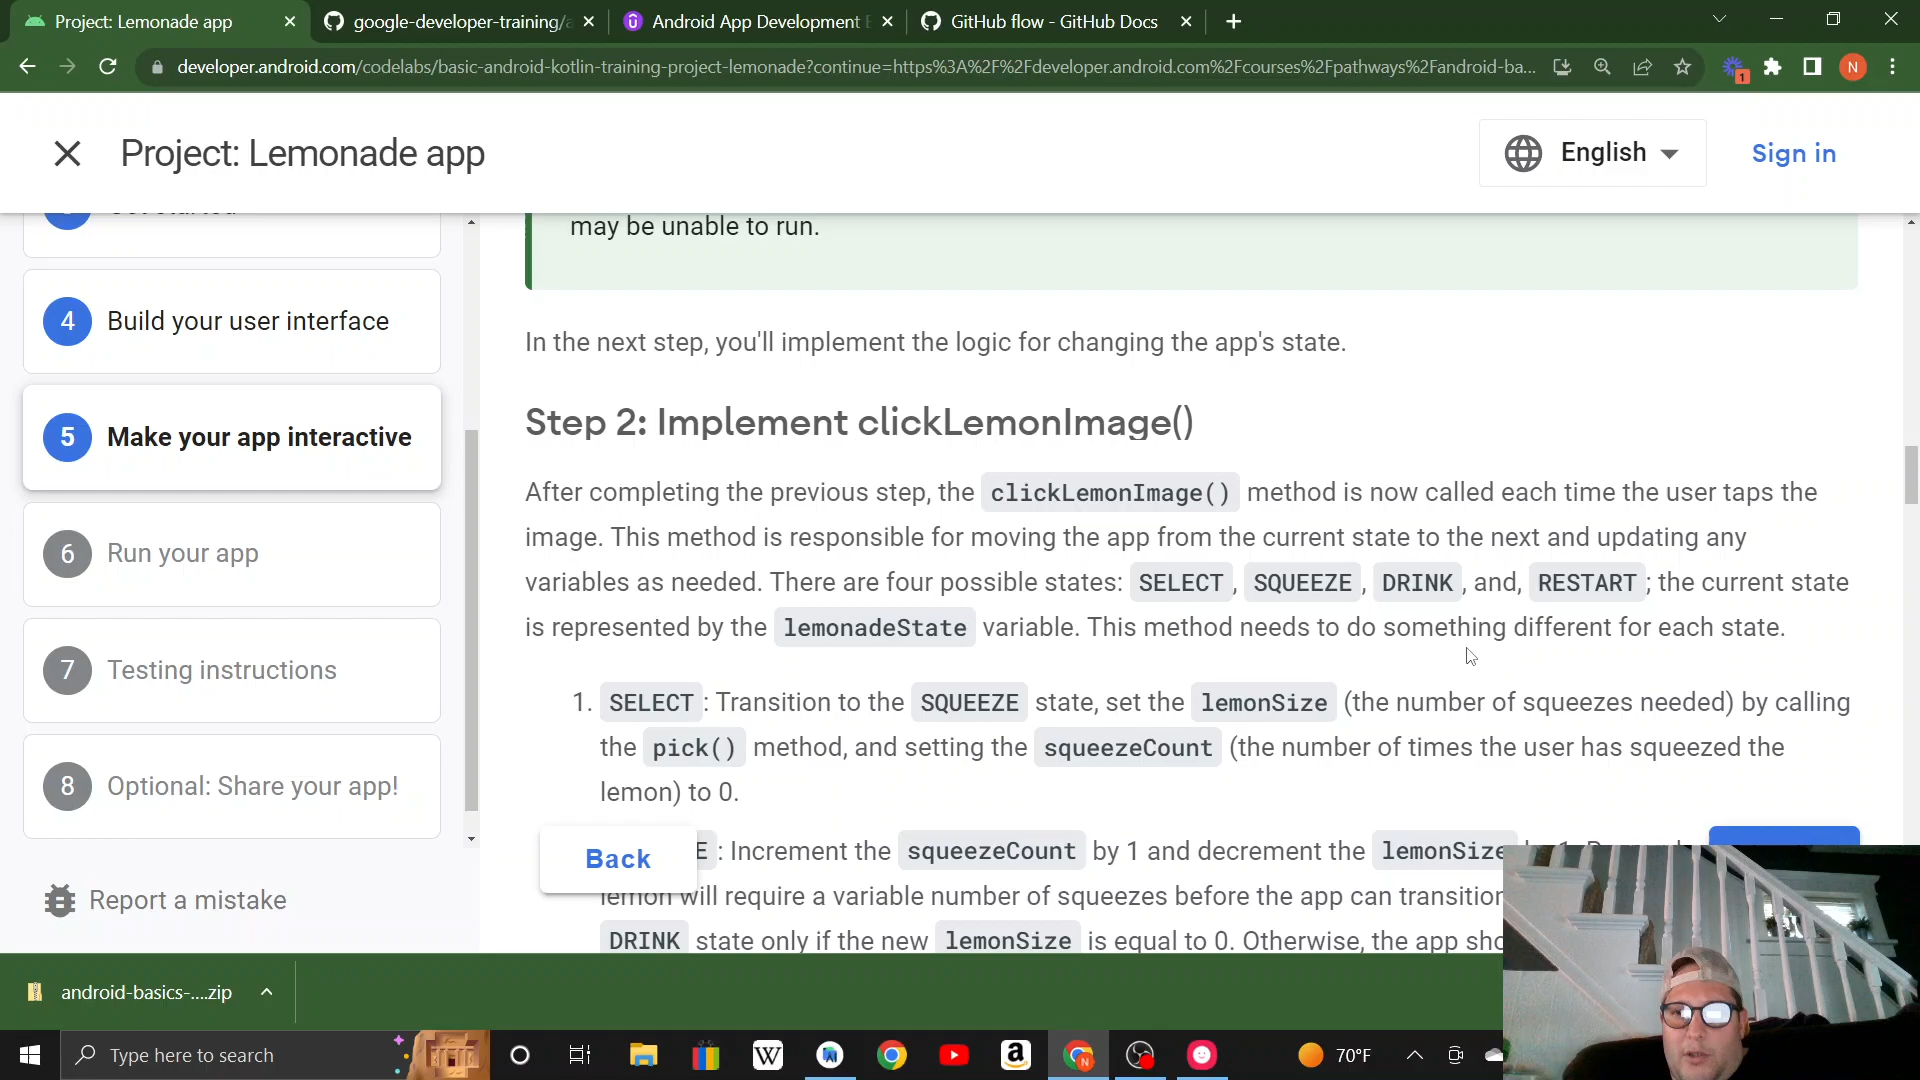 Project: Lemonade app
google-developer-training/a
Android App Development
GitHub flow - GitHub Docs
developer.android.com/codelabs/basic-android-kotlin-training-project-lemonade?continue=https%3A%2F%2Fdeveloper.android.com%2Fcourses%2Fpathways%2Fandroid-ba...
1
N
Project: Lemonade app
English
Sign in
4 Build your user interface
5 Make your app interactive
6 Run your app
7 Testing instructions
8 Optional: Share your app!
Report a mistake
may be unable to run.
In the next step, you'll implement the logic for changing the app's state.
Step 2: Implement clickLemonImage()
After completing the previous step, the clickLemonImage() method is now called each time the user taps the
image. This method is responsible for moving the app from the current state to the next and updating any
variables as needed. There are four possible states: SELECT, SQUEEZE, DRINK, and, RESTART; the current state
is represented by the lemonadeState variable. This method needs to do something different for each state.
1. SELECT: Transition to the SQUEEZE state, set the lemonSize (the number of squeezes needed) by calling
the pick() method, and setting the squeezeCount (the number of times the user has squeezed the
lemon) to 0.
Back
E : Increment the squeezeCount by 1 and decrement the lemonSize
lemon will require a variable number of squeezes before the app can transition
DRINK state only if the new lemonSize is equal to 0. Otherwise, the app sho
android-basics-....zip
Type here to search
W
a
N
70°F